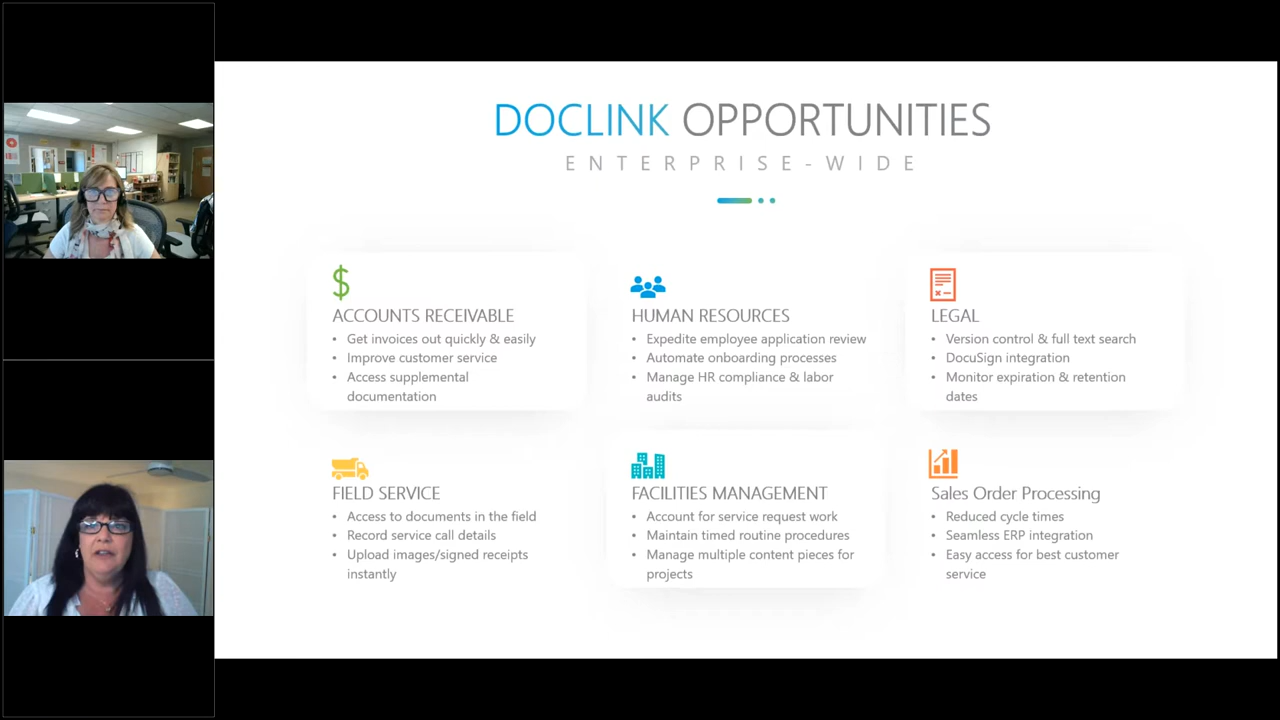 DOCLINK OPPORTUNITIES
ENTERPRISE-WIDE
ACCOUNTS RECEIVABLE
• Get invoices out quickly & easily
• Improve customer service
• Access supplemental
documentation
HUMAN RESOURCES
• Expedite employee application review
• Automate onboarding processes
• Manage HR compliance & labor
audits
LEGAL
• Version control & full text search
• DocuSign integration
• Monitor expiration & retention
dates
FIELD SERVICE
• Access to documents in the field
• Record service call details
• Upload images/signed receipts
instantly
FACILITIES MANAGEMENT
• Account for service request work
• Maintain timed routine procedures
• Manage multiple content pieces for
projects
Sales Order Processing
• Reduced cycle times
• Seamless ERP integration
• Easy access for best customer
service